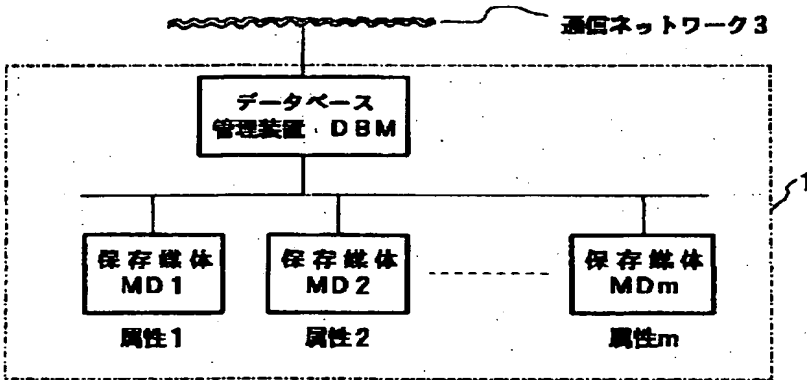 通信ネットワーク3
データベース
管理装置 DBM
1
保存媒体
MD1
保存媒体
MD2
保存媒体
MDm
属性1
属性2
属性m